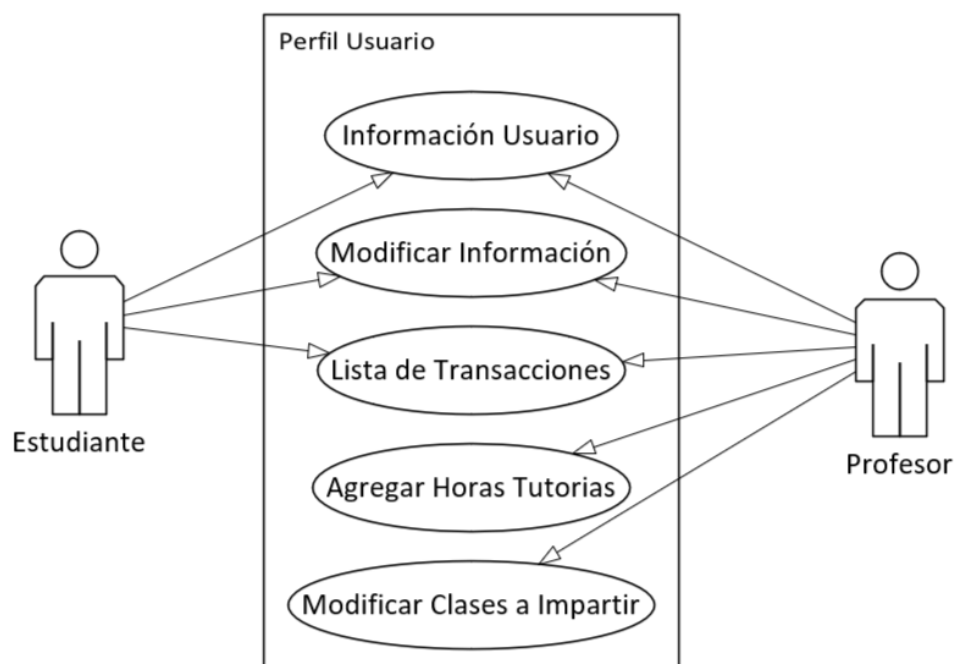 Perfil Usuario
Información Usuario
Modificar Información
Lista de Transacciones
Estudiante
Profesor
Agregar Horas Tutorias
Modificar Clases a Impartir